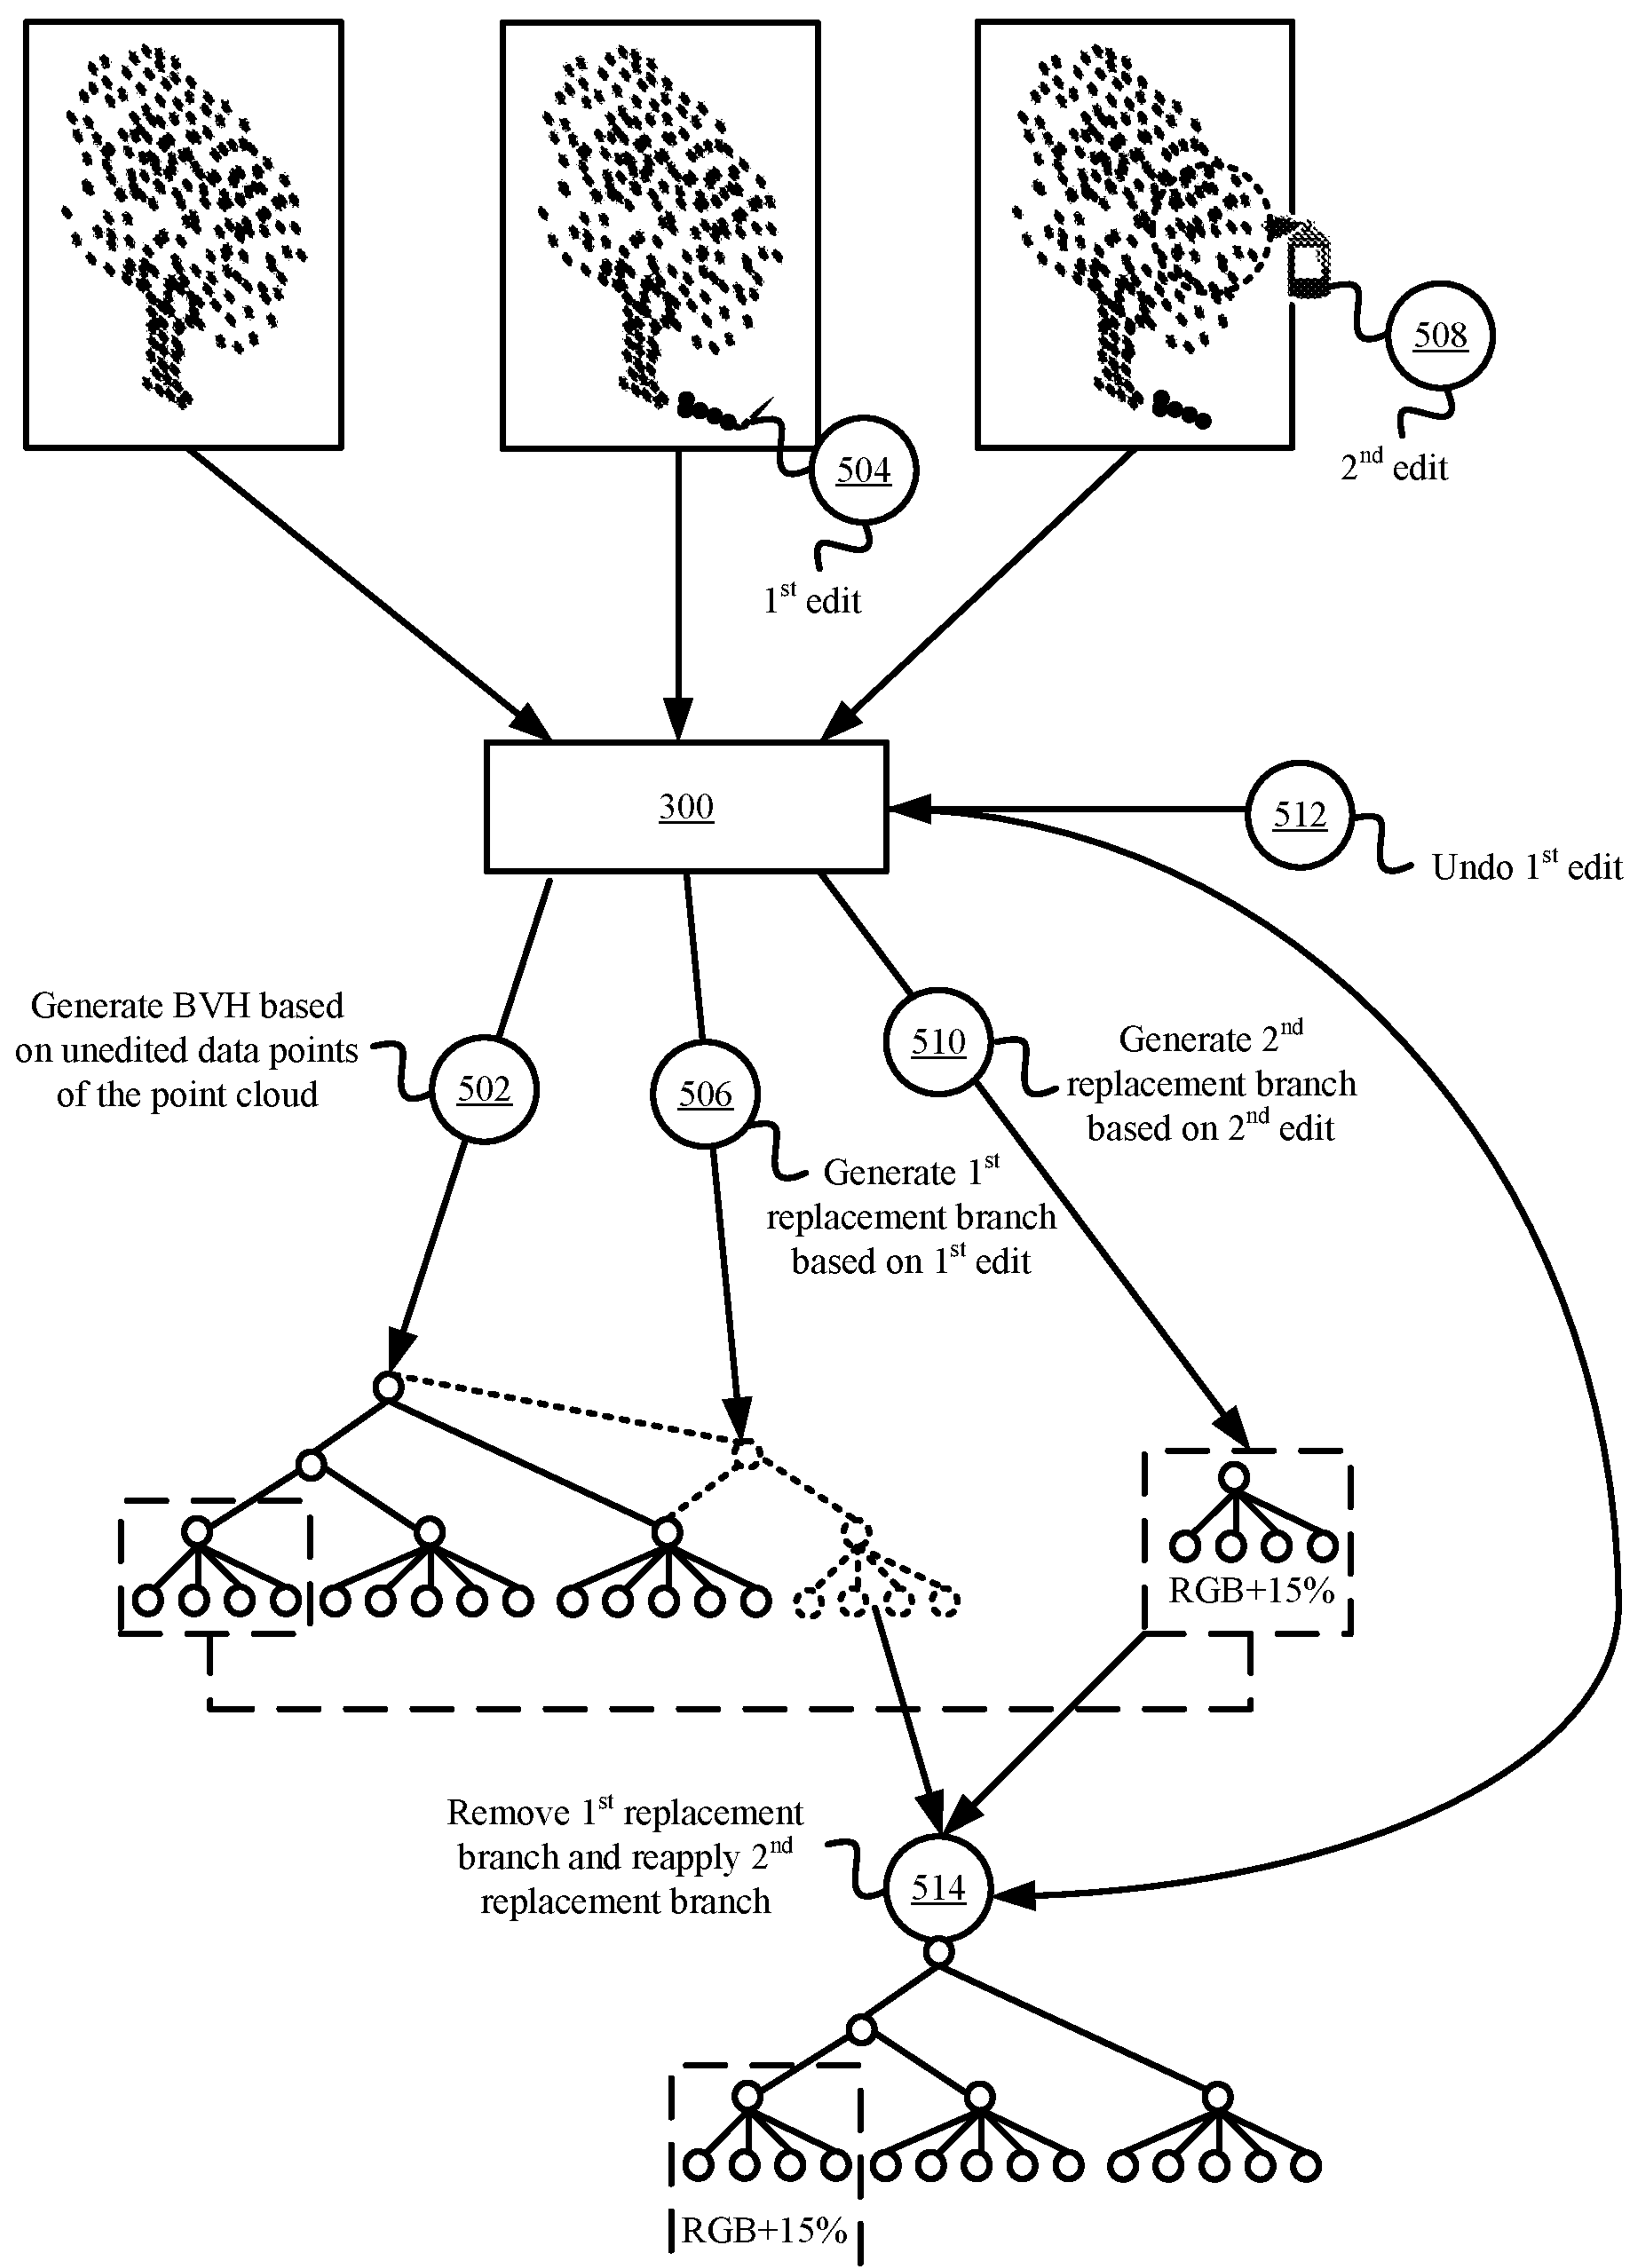 508
2nd edit
504
1st edit
300
512
Undo 1st edit
Generate BVH based
on unedited data points
of the point cloud
502
506
510
Generate 2nd
replacement branch
based on 2nd edit
Generate 1st
replacement branch
based on 1st edit
RGB+15%
Remove 1st replacement
branch and reapply 2nd
replacement branch
514
RGB+15%